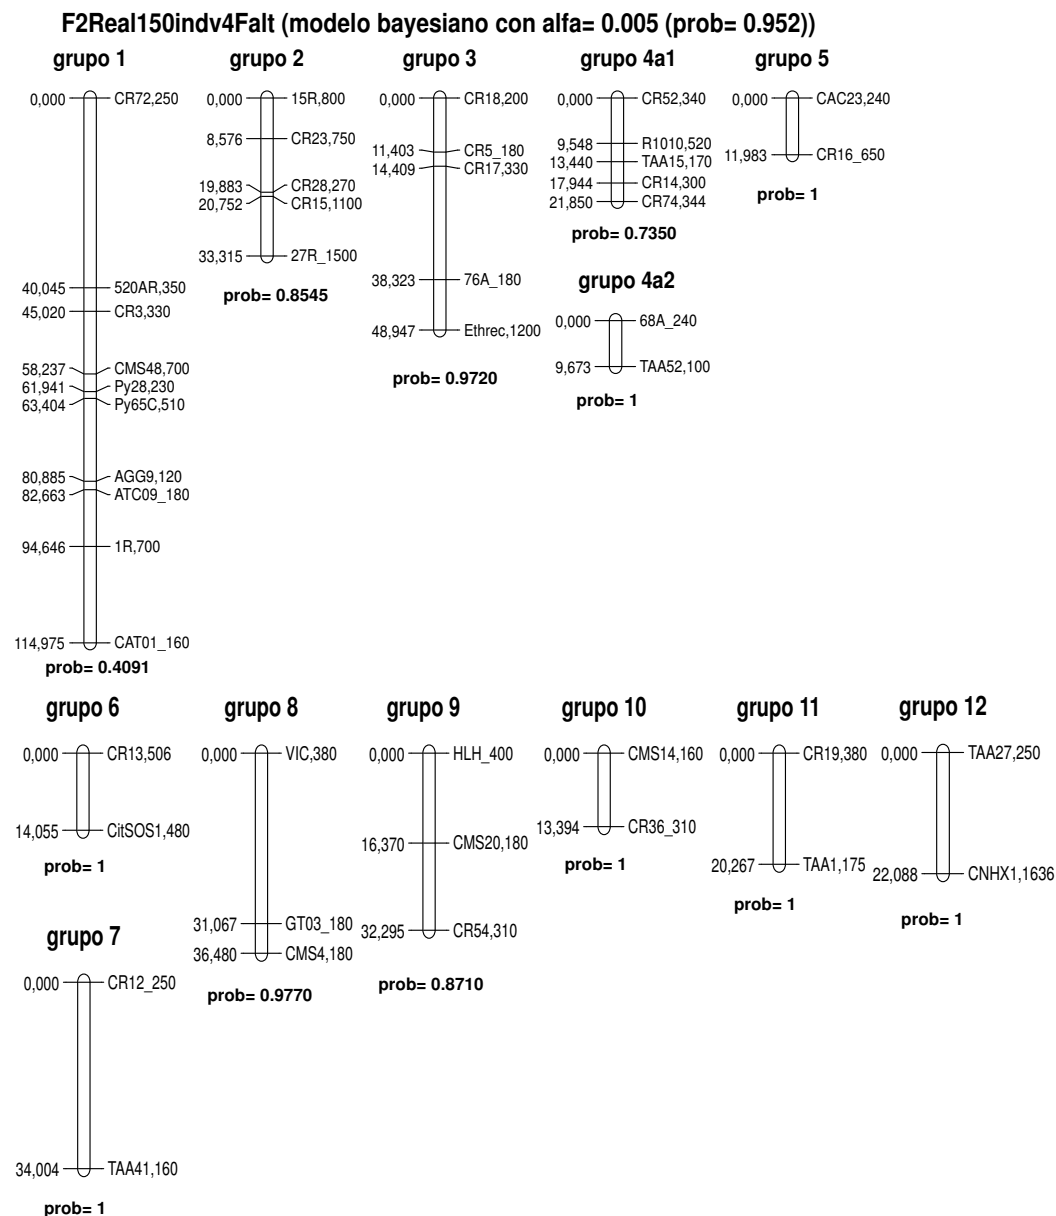 F2Real150indv4Falt (modelo bayesiano con alfa= 0.005 (prob= 0.952))
grupo 1
0,000 CR72,250
40,045 520AR,350
45,020 CR3,330
58,237 CMS48,700
61,941 Py28,230
63,404 Py65C,510
80,885 AGG9,120
82,663 ATC09_180
94,646 1R,700
114,975 CAT01_160
prob= 0.4091
grupo 2
0,000 15R,800
8,576 CR23,750
19,883 CR28,270
20,752 CR15,1100
33,315 27R_1500
prob= 0.8545
grupo 3
0,000 CR18,200
11,403 CR5_180
14,409 CR17,330
38,323 76A_180
48,947 Ethrec,1200
prob= 0.9720
grupo 4a1
0,000 CR52,340
9,548 R1010,520
13,440 TAA15,170
17,944 CR14,300
21,850 CR74,344
prob= 0.7350
grupo 4a2
0,000 68A_240
9,673 TAA52,100
prob= 1
grupo 5
0,000 CAC23,240
11,983 CR16_650
prob= 1
grupo 6
0,000 CR13,506
14,055 CitSOS1,480
prob= 1
grupo 7
0,000 CR12_250
34,004 TAA41,160
prob= 1
grupo 8
0,000 VIC,380
31,067 GT03_180
36,480 CMS4,180
prob= 0.9770
grupo 9
0,000 HLH_400
16,370 CMS20,180
32,295 CR54,310
prob= 0.8710
grupo 10
0,000 CMS14,160
13,394 CR36_310
prob= 1
grupo 11
0,000 CR19,380
20,267 TAA1,175
prob= 1
grupo 12
0,000 TAA27,250
22,088 CNHX1,1636
prob= 1